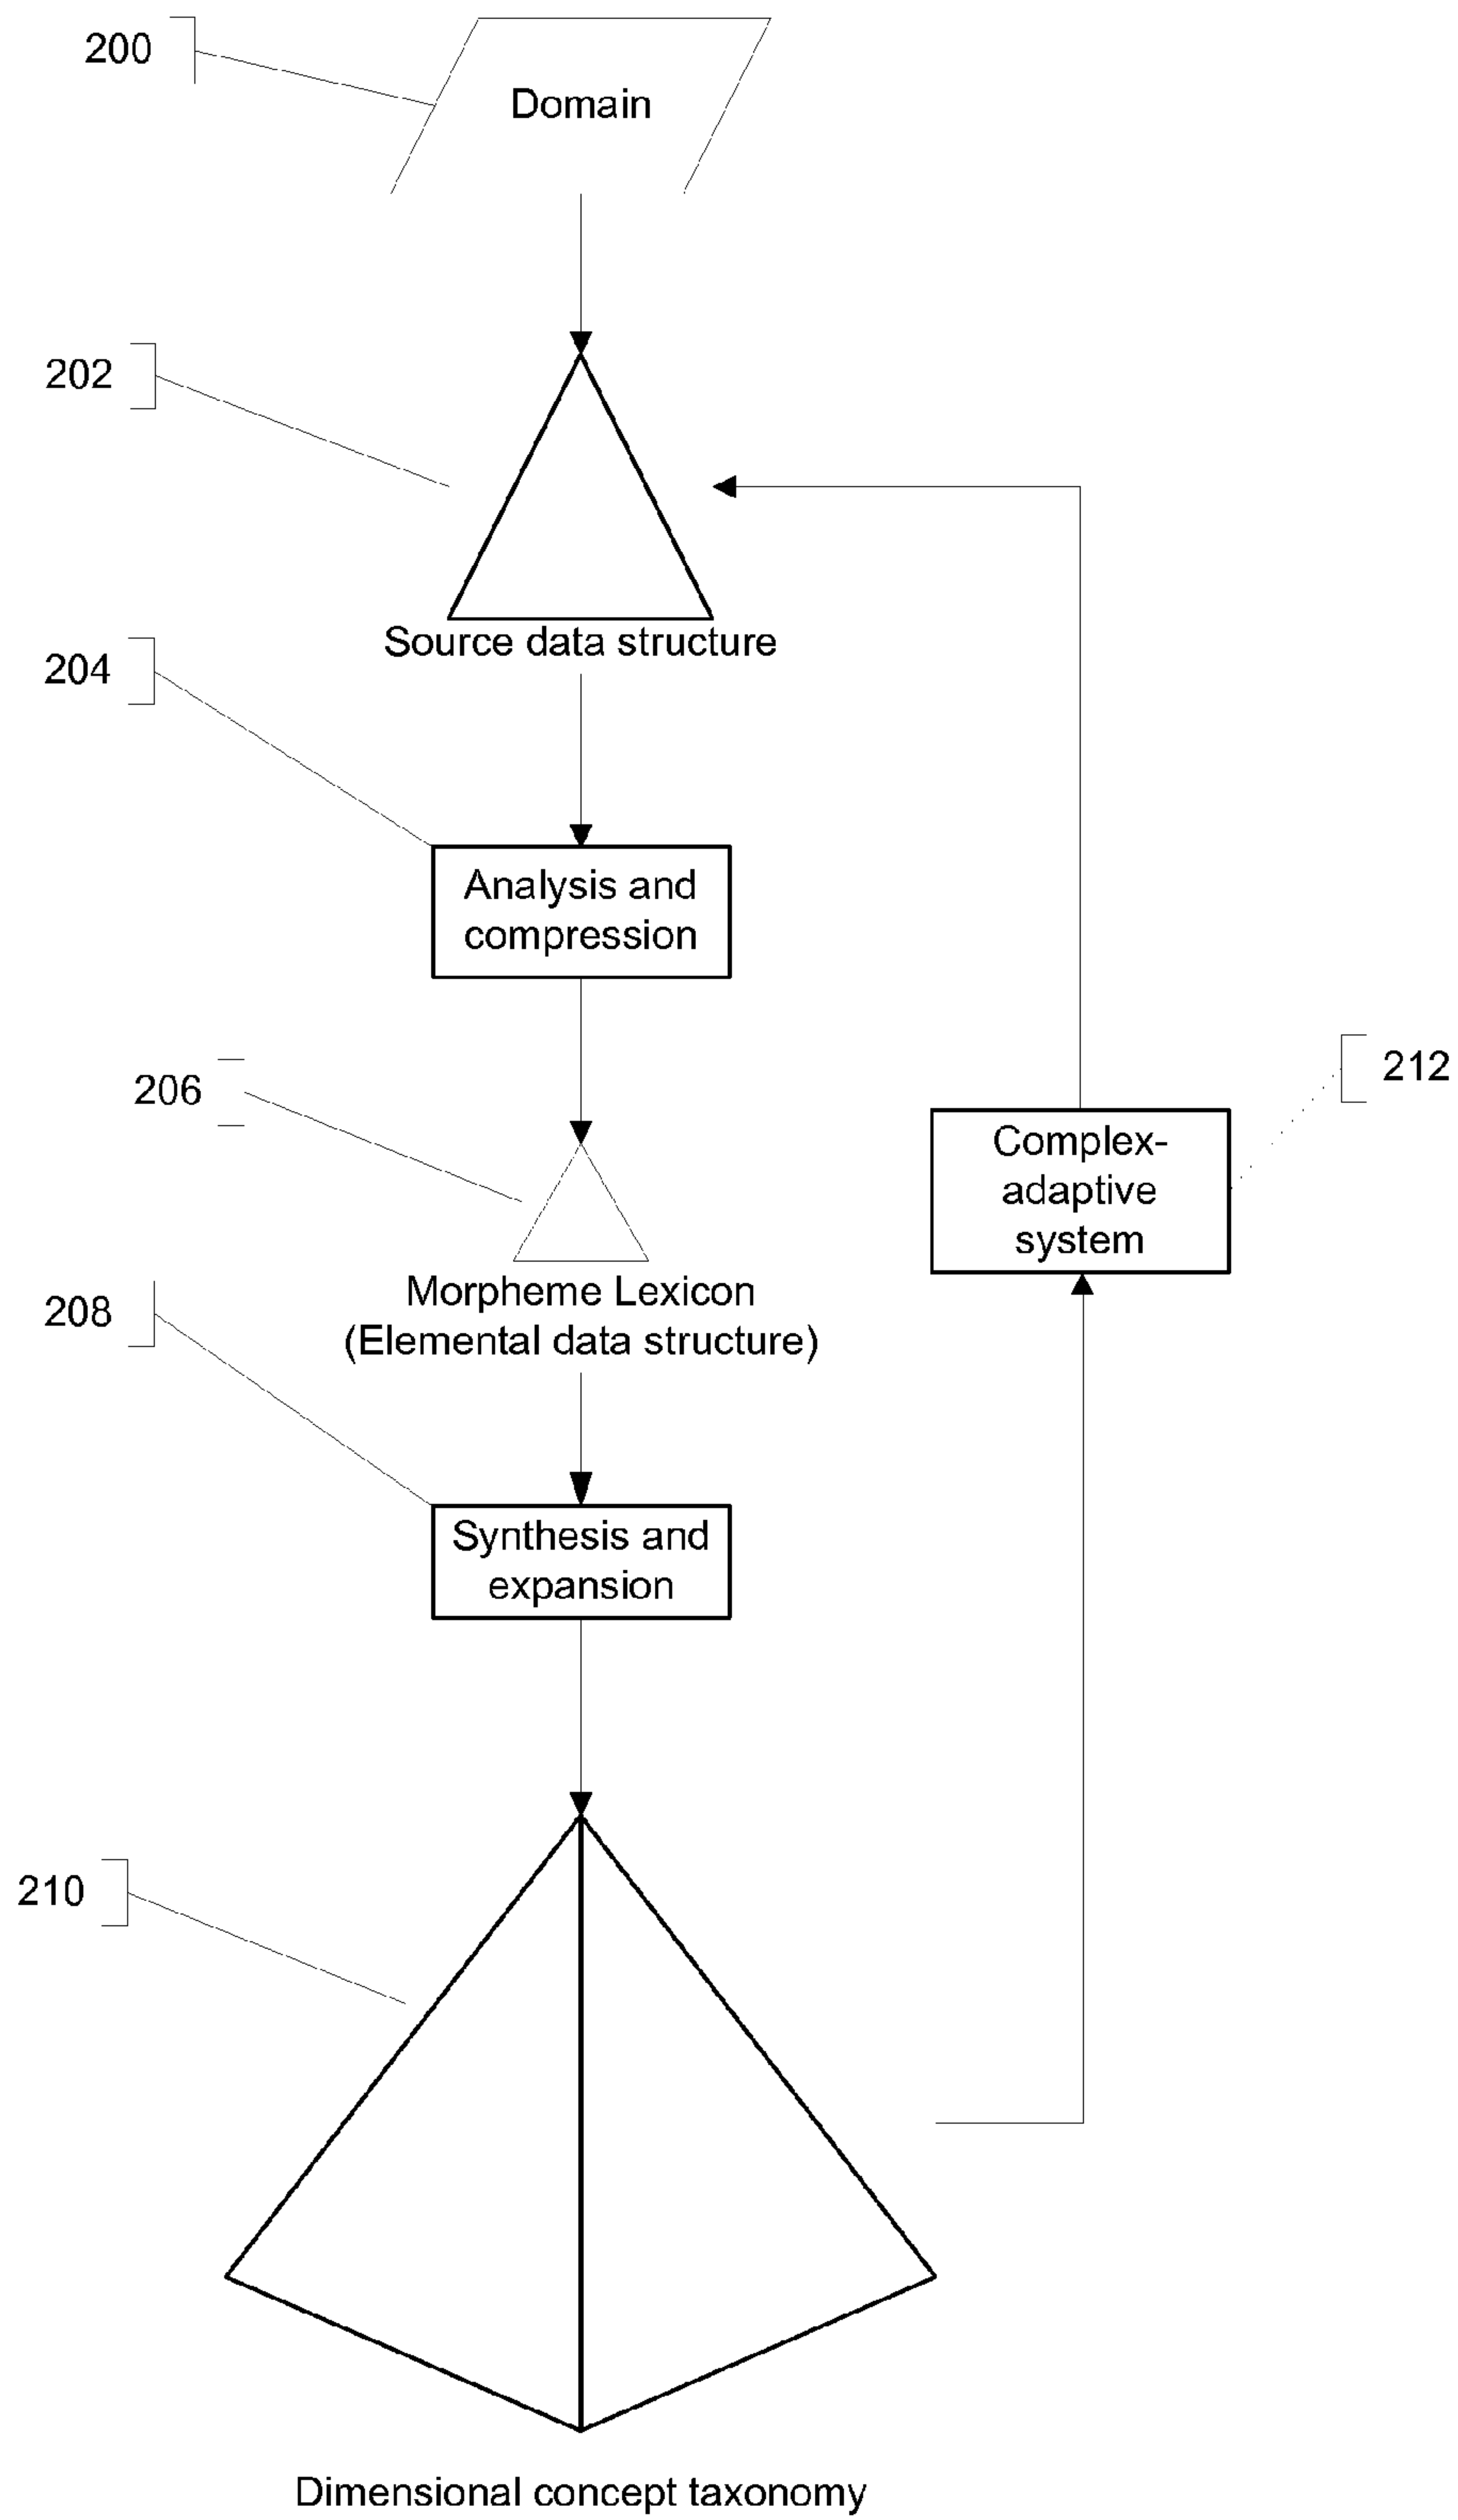 200
Domain
202
Source data structure
204
Analysis and
compression
206
212
Complex-
adaptive
system
Morpheme Lexicon
(Elemental data structure)
208
Synthesis and
expansion
210
Dimensional concept taxonomy